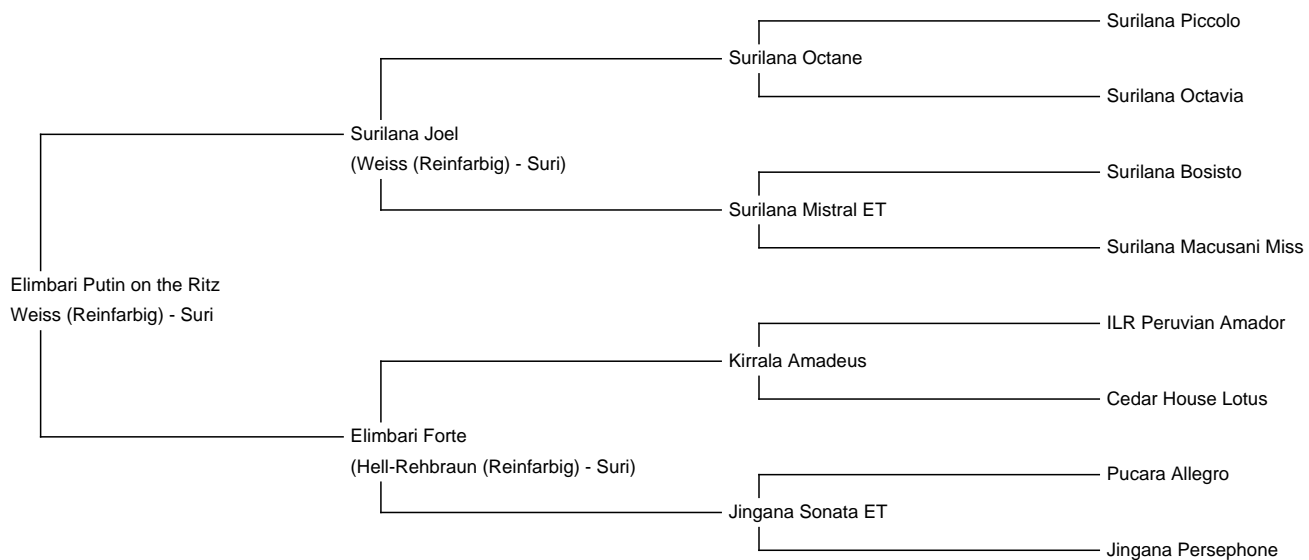 Surilana Piccolo
Surilana Octane
Surilana Octavia
Surilana Joel
(Weiss (Reinfarbig) - Suri)
Surilana Bosisto
Surilana Mistral ET
Surilana Macusani Miss
Elimbari Putin on the Ritz
Weiss (Reinfarbig) - Suri
ILR Peruvian Amador
Kirrala Amadeus
Cedar House Lotus
Elimbari Forte
(Hell-Rehbraun (Reinfarbig) - Suri)
Pucara Allegro
Jingana Sonata ET
Jingana Persephone